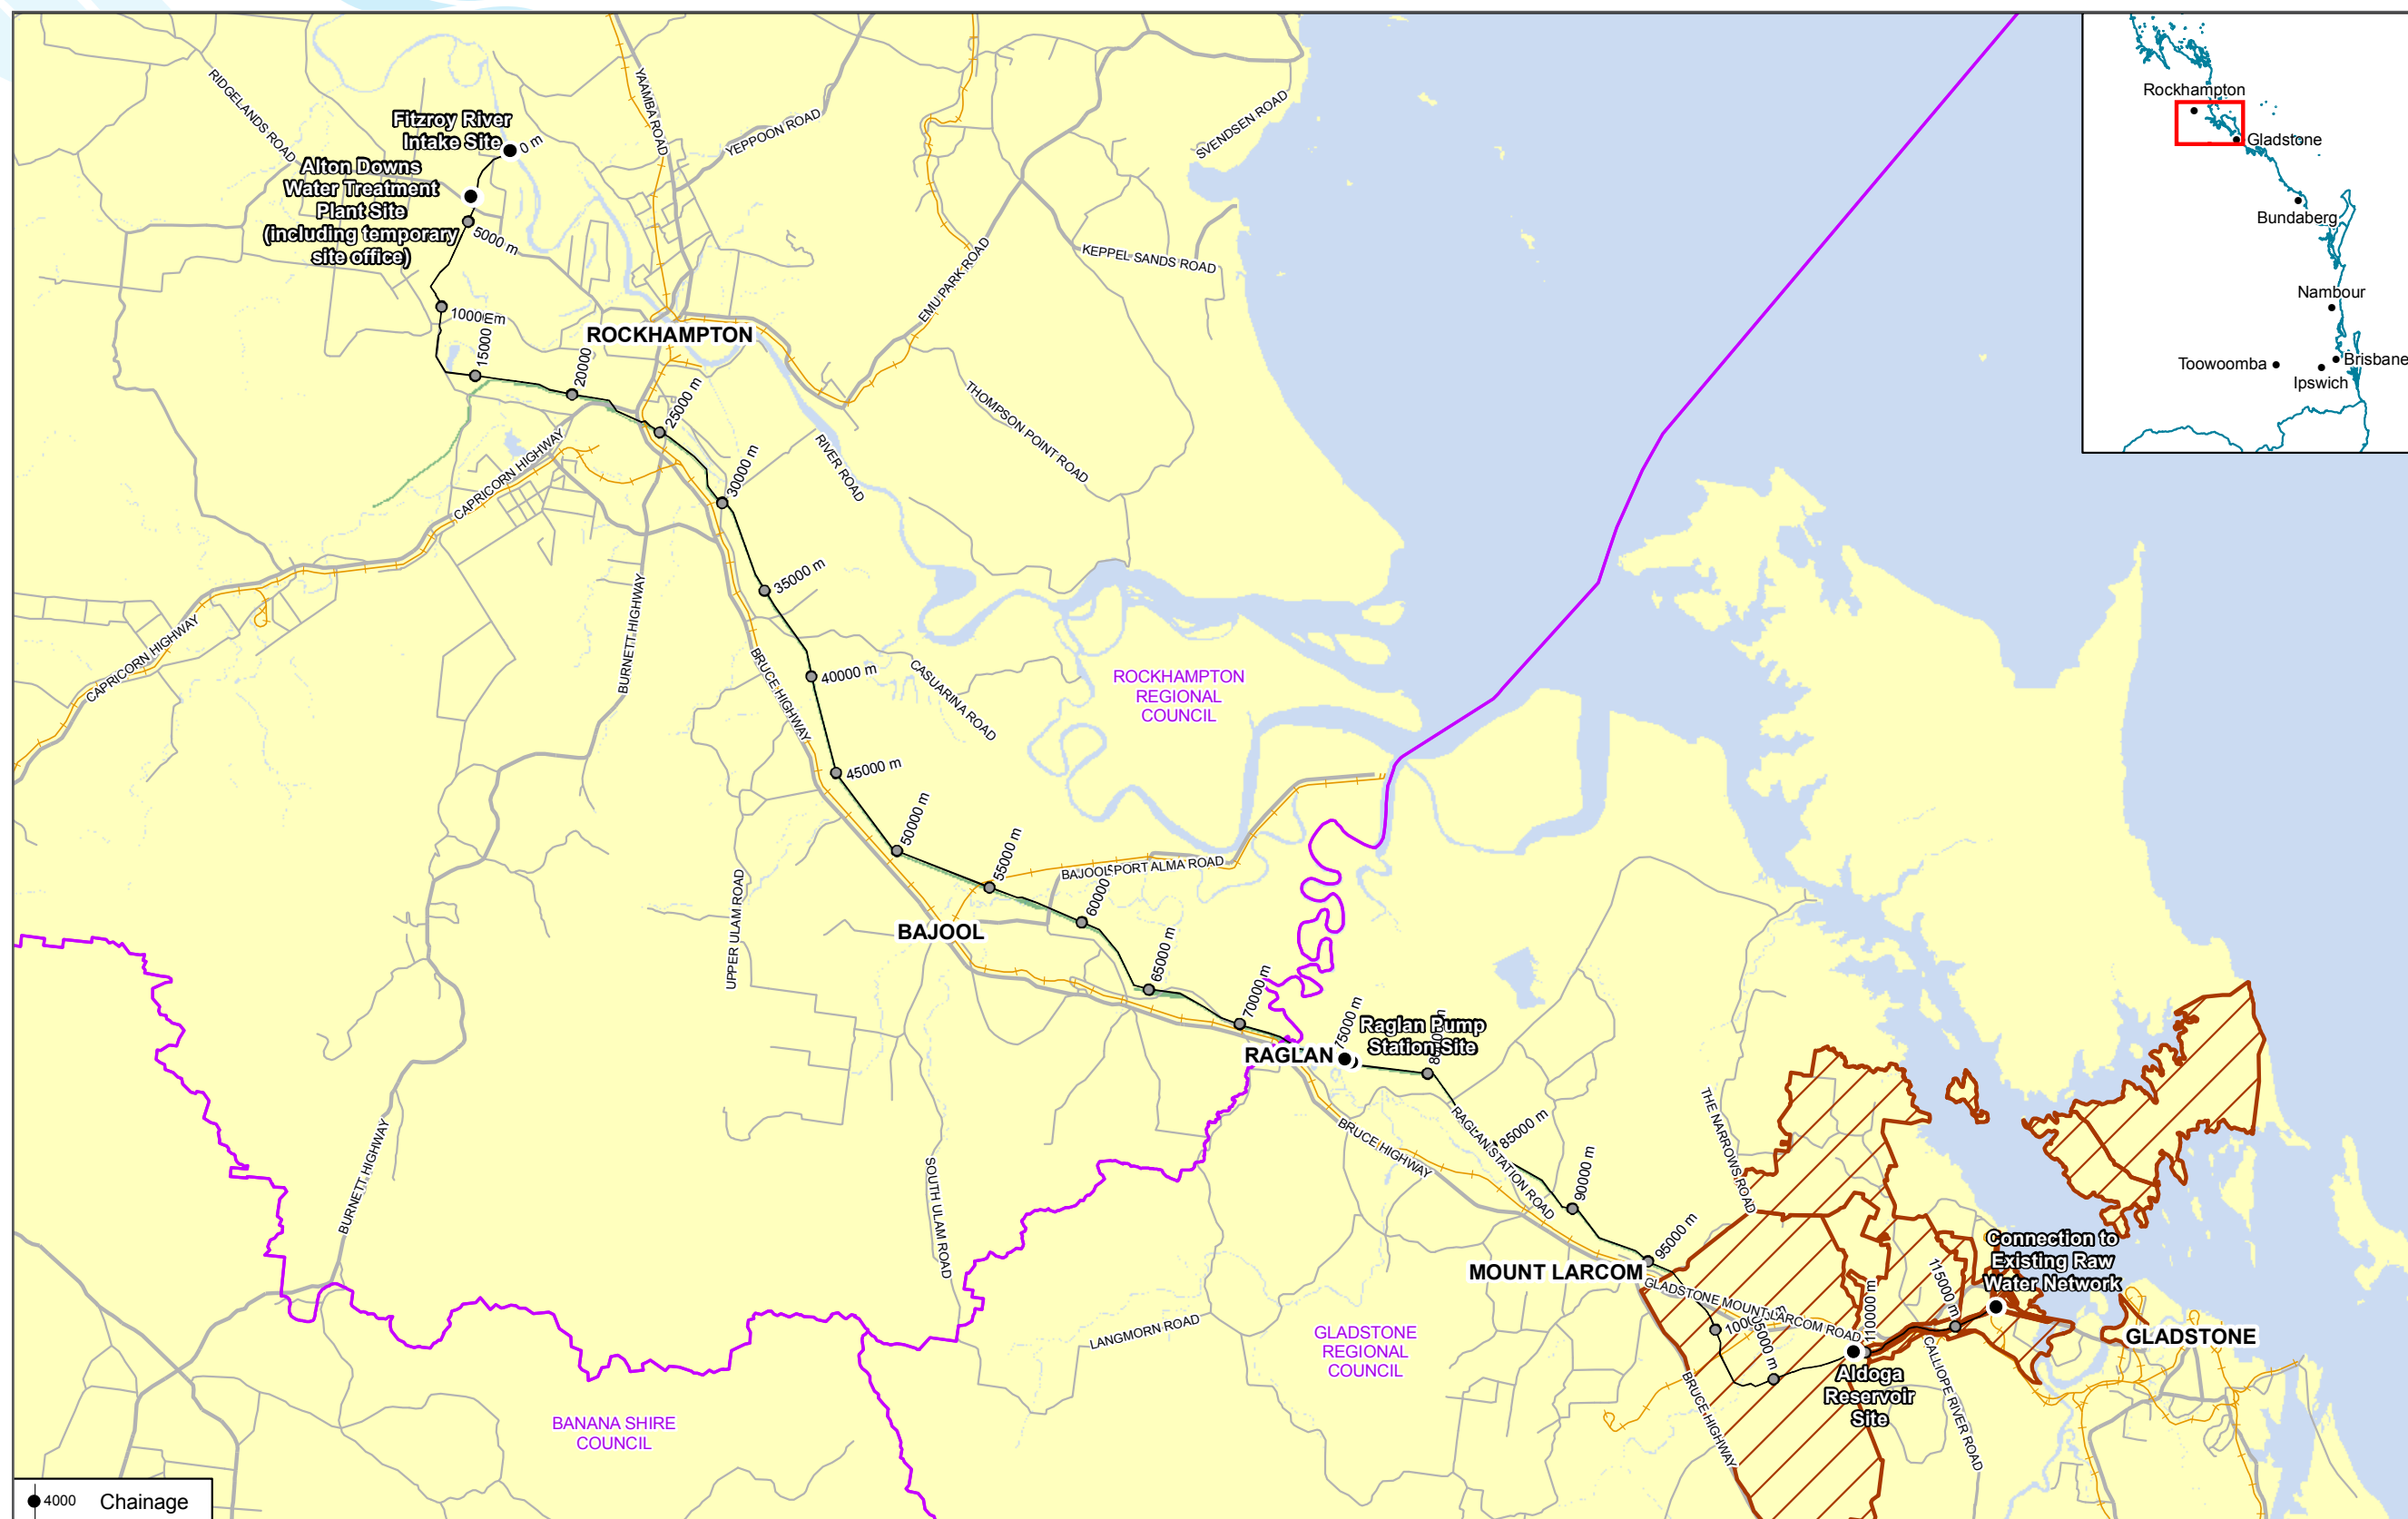 RIDGELANDS ROAD
YAAMBA ROAD
YEPPOON ROAD
SVENDSEN ROAD
Fitzroy River
Intake Site
0 m
Alton Downs
Water Treatment
Plant Site
(including temporary
site office)
5000 m
KEPPEL SANDS ROAD
EMU PARK ROAD
10000 m
15000
ROCKHAMPTON
20000
25000 m
THOMPSON POINT ROAD
RIVER ROAD
30000 m
CAPRICORN HIGHWAY
35000 m
CAPRICORN HIGHWAY
BURNETT HIGHWAY
BRUCE HIGHWAY
40000 m
CASUARINA ROAD
ROCKHAMPTON
REGIONAL
COUNCIL
45000 m
50000 m
55000 m
60000
BAJOOL PORT ALMA ROAD
UPPER ULAM ROAD
BAJOOL
65000 m
70000 m
75000 m
RAGLAN
Raglan Pump
Station Site
BRUCE HIGHWAY
RAGLAN STATION ROAD
85000 m
90000 m
THE NARROWS ROAD
BURNETT HIGHWAY
SOUTH ULAM ROAD
95000 m
MOUNT LARCOM
GLADSTONE MOUNT LARCOM ROAD
LANGMORN ROAD
GLADSTONE
REGIONAL
COUNCIL
110000 m
115000 m
Connection to
Existing Raw
Water Network
GLADSTONE
Aldoga
Reservoir
Site
BRUCE HIGHWAY
CALLIOPE RIVER ROAD
BANANA SHIRE
COUNCIL
4000 Chainage
Rockhampton
Gladstone
Bundaberg
Nambour
Toowoomba
Brisbane
Ipswich